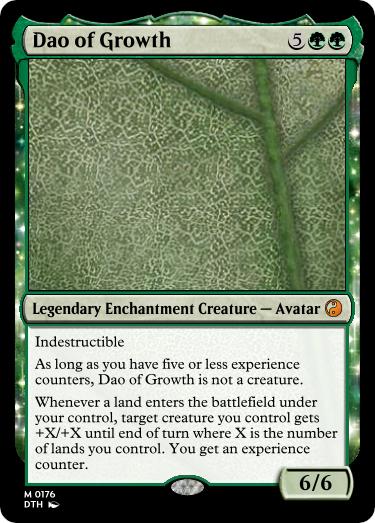 Dao of Growth 5
Legendary Enchantment Creature — Avatar
Indestructible
As long as you have five or less experience
counters, Dao of Growth is not a creature.
Whenever a land enters the battlefield under
your control, target creature you control gets
+X/+X until end of turn where X is the number
of lands you control. You get an experience
counter.
6/6
M 0176
DTH